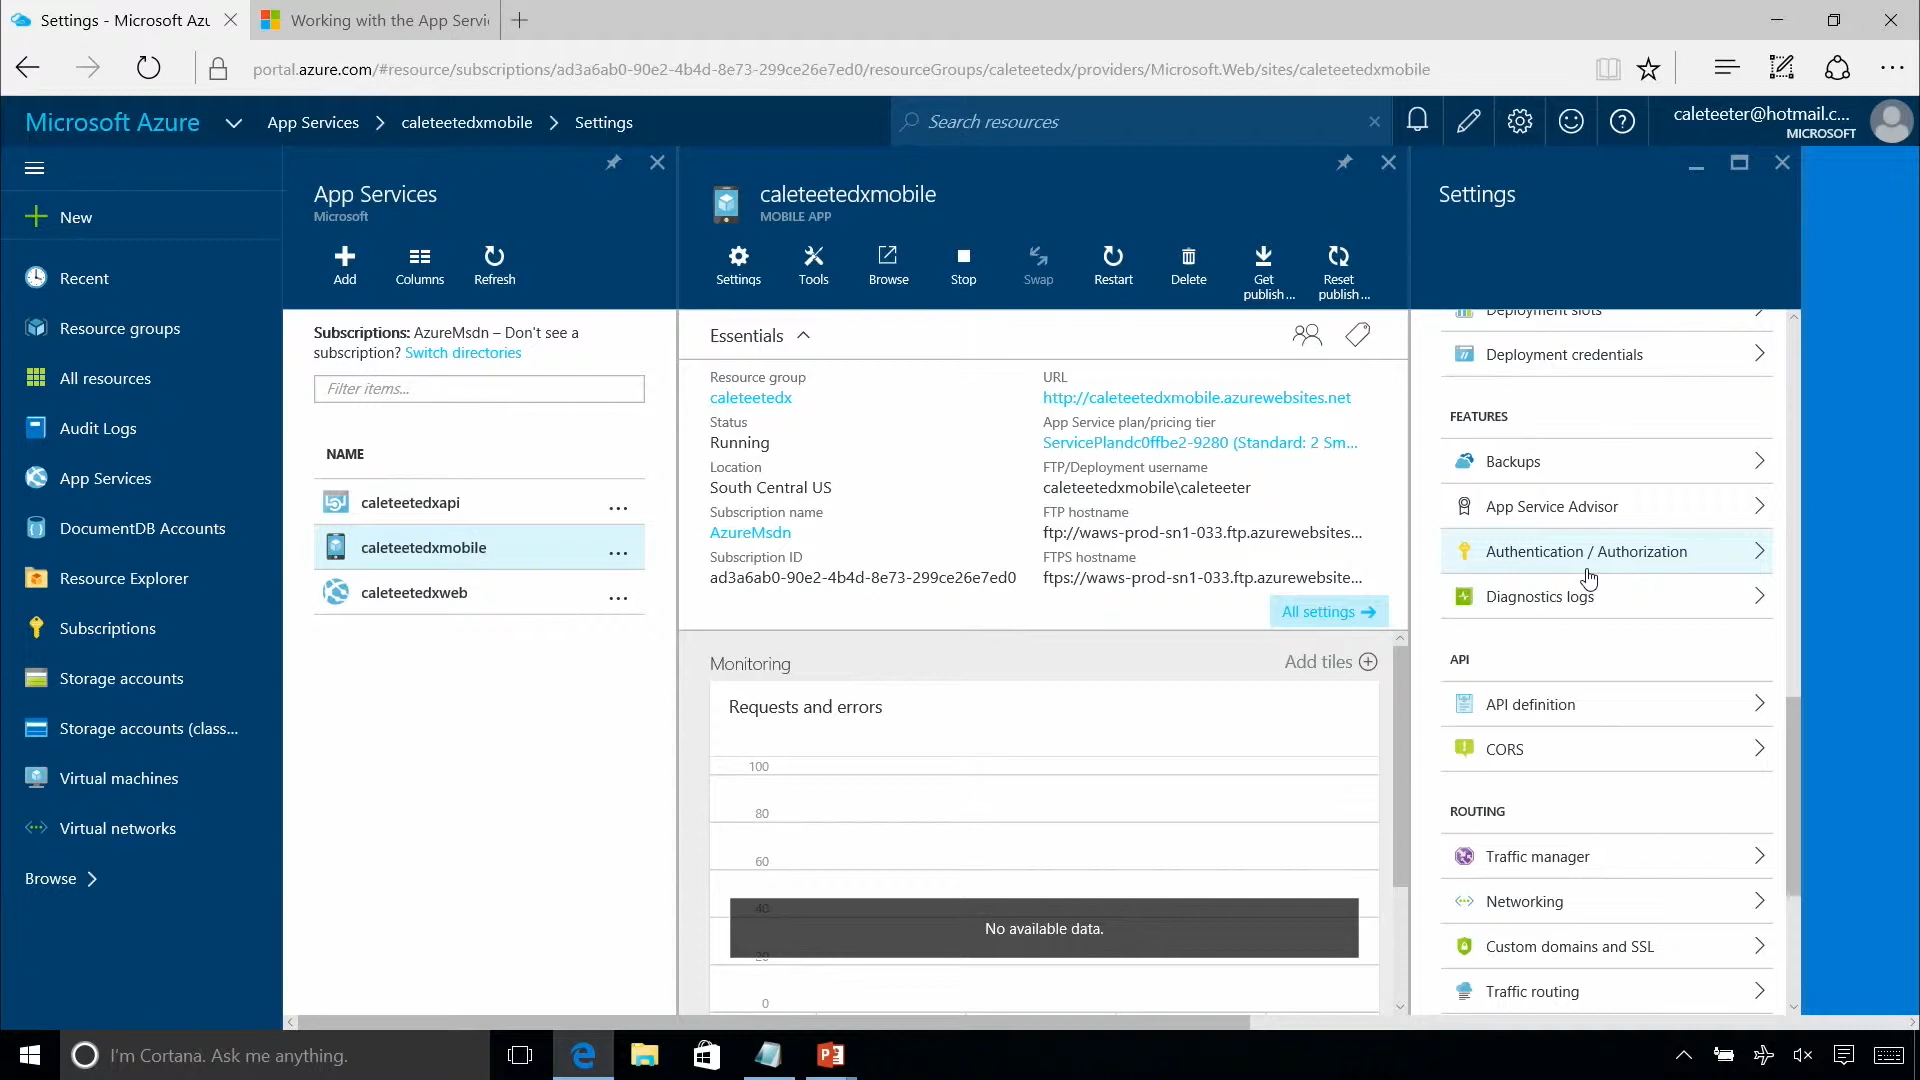 Settings - Microsoft Azu
Working with the App Servi
portal.azure.com/#resource/subscriptions/ad3a6ab0-90e2-4b4d-8e73-299ce26e7ed0/resourceGroups/caleteetedx/providers/Microsoft.Web/sites/caleteetedxmobile
Microsoft Azure
App Services
caleteetedxmobile
Settings
Search resources
caleteeter@hotmail.c...
MICROSOFT
New
Recent
Resource groups
All resources
Audit Logs
App Services
DocumentDB Accounts
Resource Explorer
Subscriptions
Storage accounts
Storage accounts (class...
Virtual machines
Virtual networks
Browse
App Services
Microsoft
Add
Columns
Refresh
Subscriptions: AzureMsdn – Don't see a
subscription? Switch directories
Filter items...
NAME
caleteetedxapi
caleteetedxmobile
caleteetedxweb
caleteetedxmobile
MOBILE APP
Settings
Tools
Browse
Stop
Swap
Restart
Delete
Get
publish...
Reset
publish...
Essentials
Resource group
caleteetedx
Status
Running
Location
South Central US
Subscription name
AzureMsdn
Subscription ID
ad3a6ab0-90e2-4b4d-8e73-299ce26e7ed0
URL
http://caleteetedxmobile.azurewebsites.net
App Service plan/pricing tier
ServicePlandc0ffbe2-9280 (Standard: 2 Sm...
FTP/Deployment username
caleteetedxmobile\caleteeter
FTP hostname
ftp://waws-prod-sn1-033.ftp.azurewebsites...
FTPS hostname
ftps://waws-prod-sn1-033.ftp.azurewebsite...
All settings
Monitoring
Add tiles
Requests and errors
100
80
60
40
No available data.
20
0
Settings
Deployment slots
Deployment credentials
FEATURES
Backups
App Service Advisor
Authentication / Authorization
Diagnostics logs
API
API definition
CORS
ROUTING
Traffic manager
Networking
Custom domains and SSL
Traffic routing
I'm Cortana. Ask me anything.